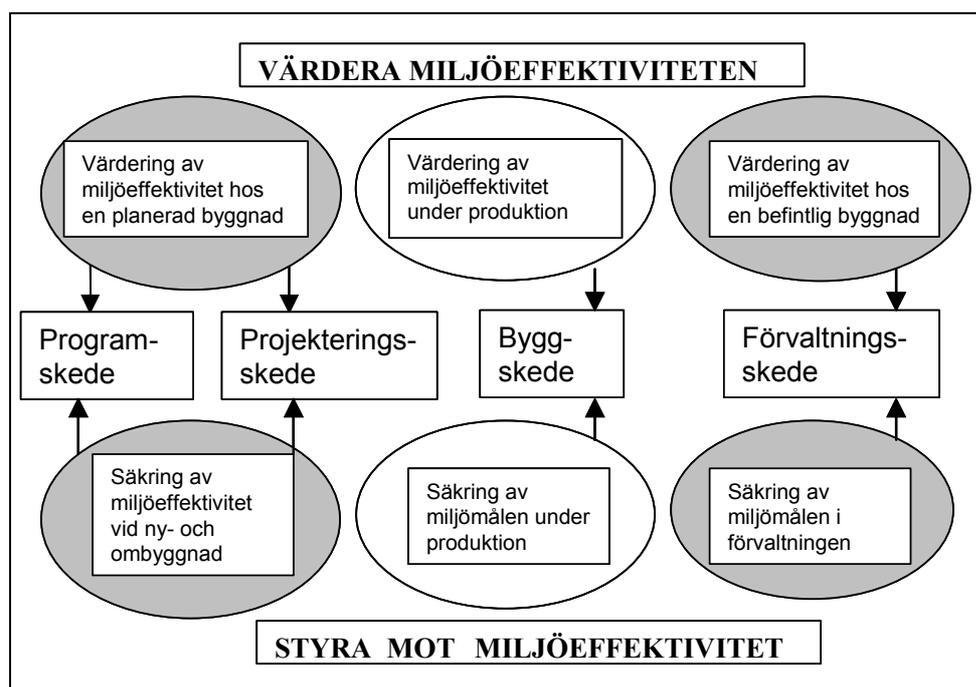 VÄRDERA MILJÖEFFEKTIVITETEN
Värdering av
miljöeffektivitet hos
en planerad byggnad
Värdering av
miljöeffektivitet
under produktion
Värdering av
miljöeffektivitet hos
en befintlig byggnad
Program-
skede
Projekterings-
skede
Bygg-
skede
Förvaltnings-
skede
Säkring av
miljöeffektivitet
vid ny- och
ombyggnad
Säkring av
miljömålen under
produktion
Säkring av
miljömålen i
förvaltningen
STYRA MOT MILJÖEFFEKTIVITET